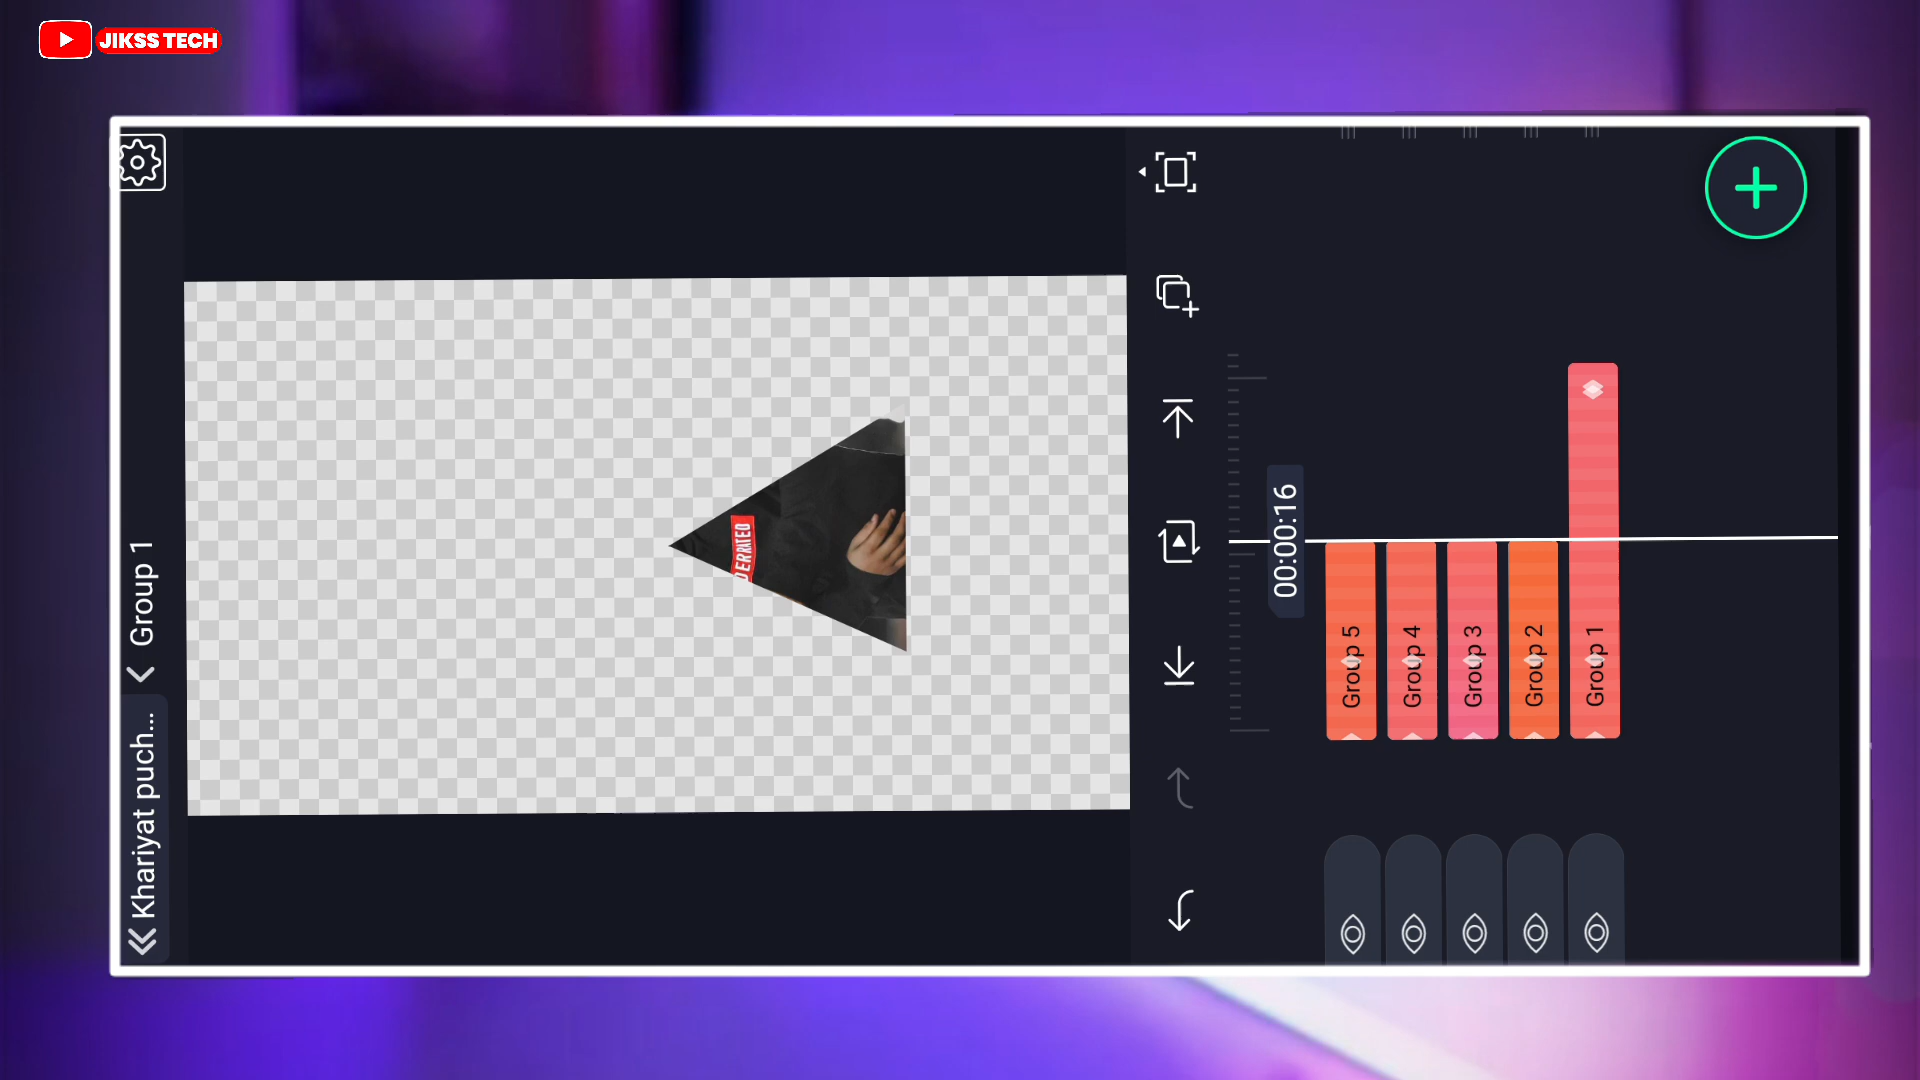 JIKSS TECH
Khariyat puch...
Group 1
DERRATED
00:00:16
Group 5
Group 4
Group 3
Group 2
Group 1